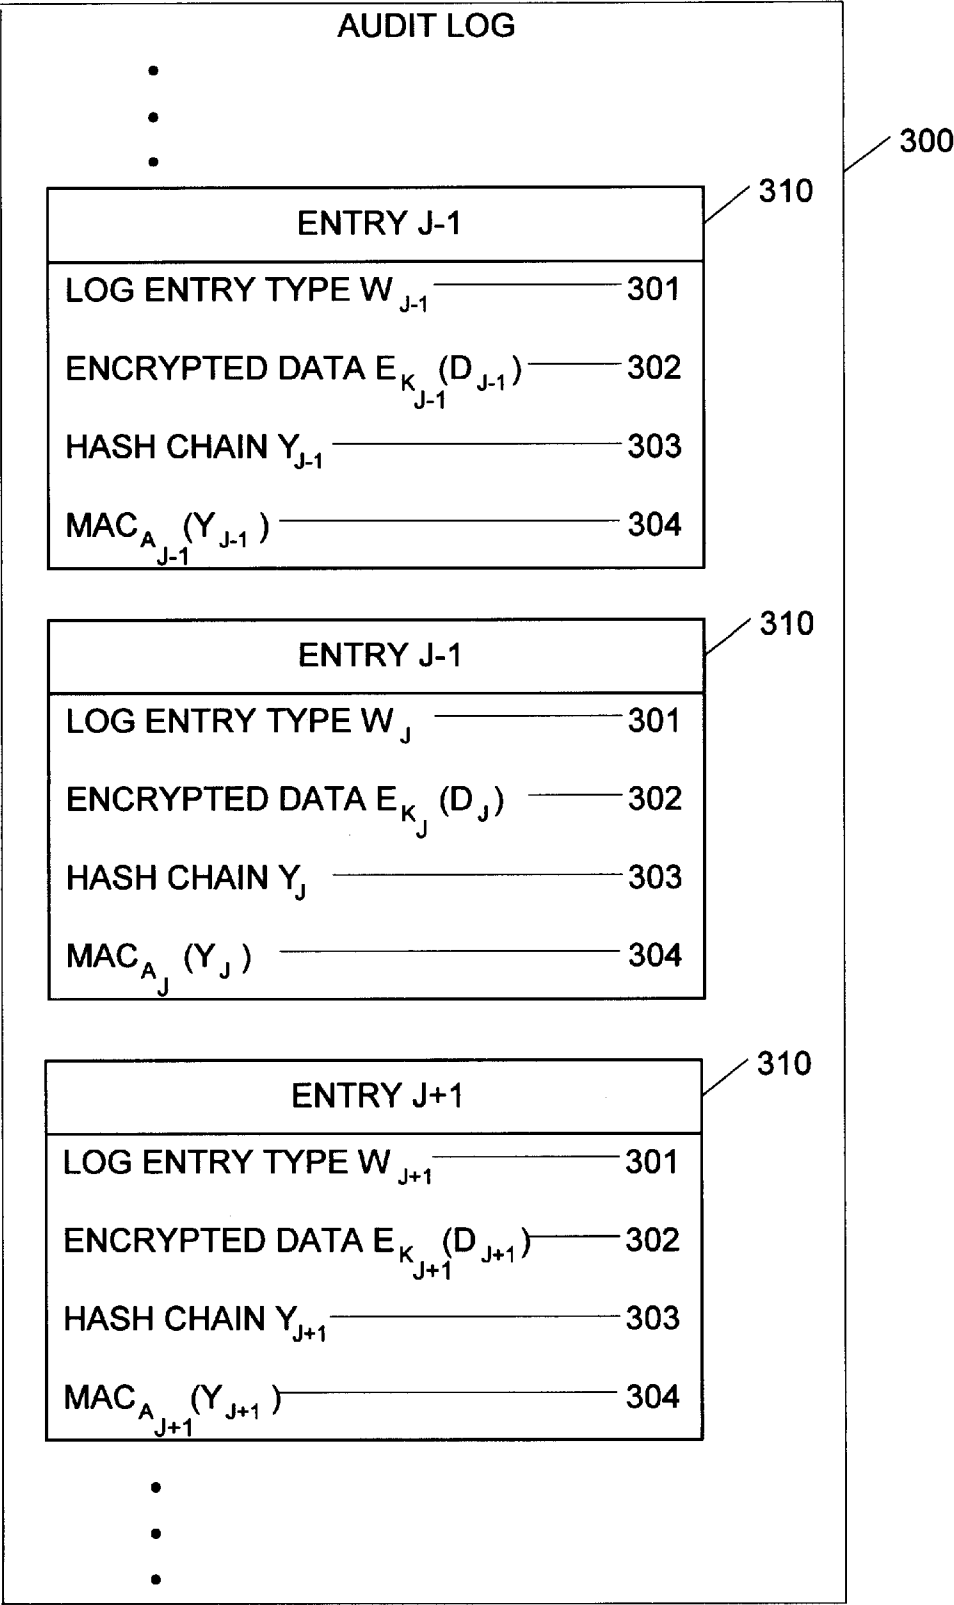 AUDIT LOG
300
310
ENTRY J-1
LOG ENTRY TYPE W J-1 301
ENCRYPTED DATA E K J-1 (D J-1) 302
HASH CHAIN Y J-1 303
MAC A J-1 (Y J-1) 304
310
ENTRY J-1
LOG ENTRY TYPE W J 301
ENCRYPTED DATA E K J (D J) 302
HASH CHAIN Y J 303
MAC A J (Y J) 304
310
ENTRY J+1
LOG ENTRY TYPE W J+1 301
ENCRYPTED DATA E K J+1 (D J+1) 302
HASH CHAIN Y J+1 303
MAC A J+1 (Y J+1) 304